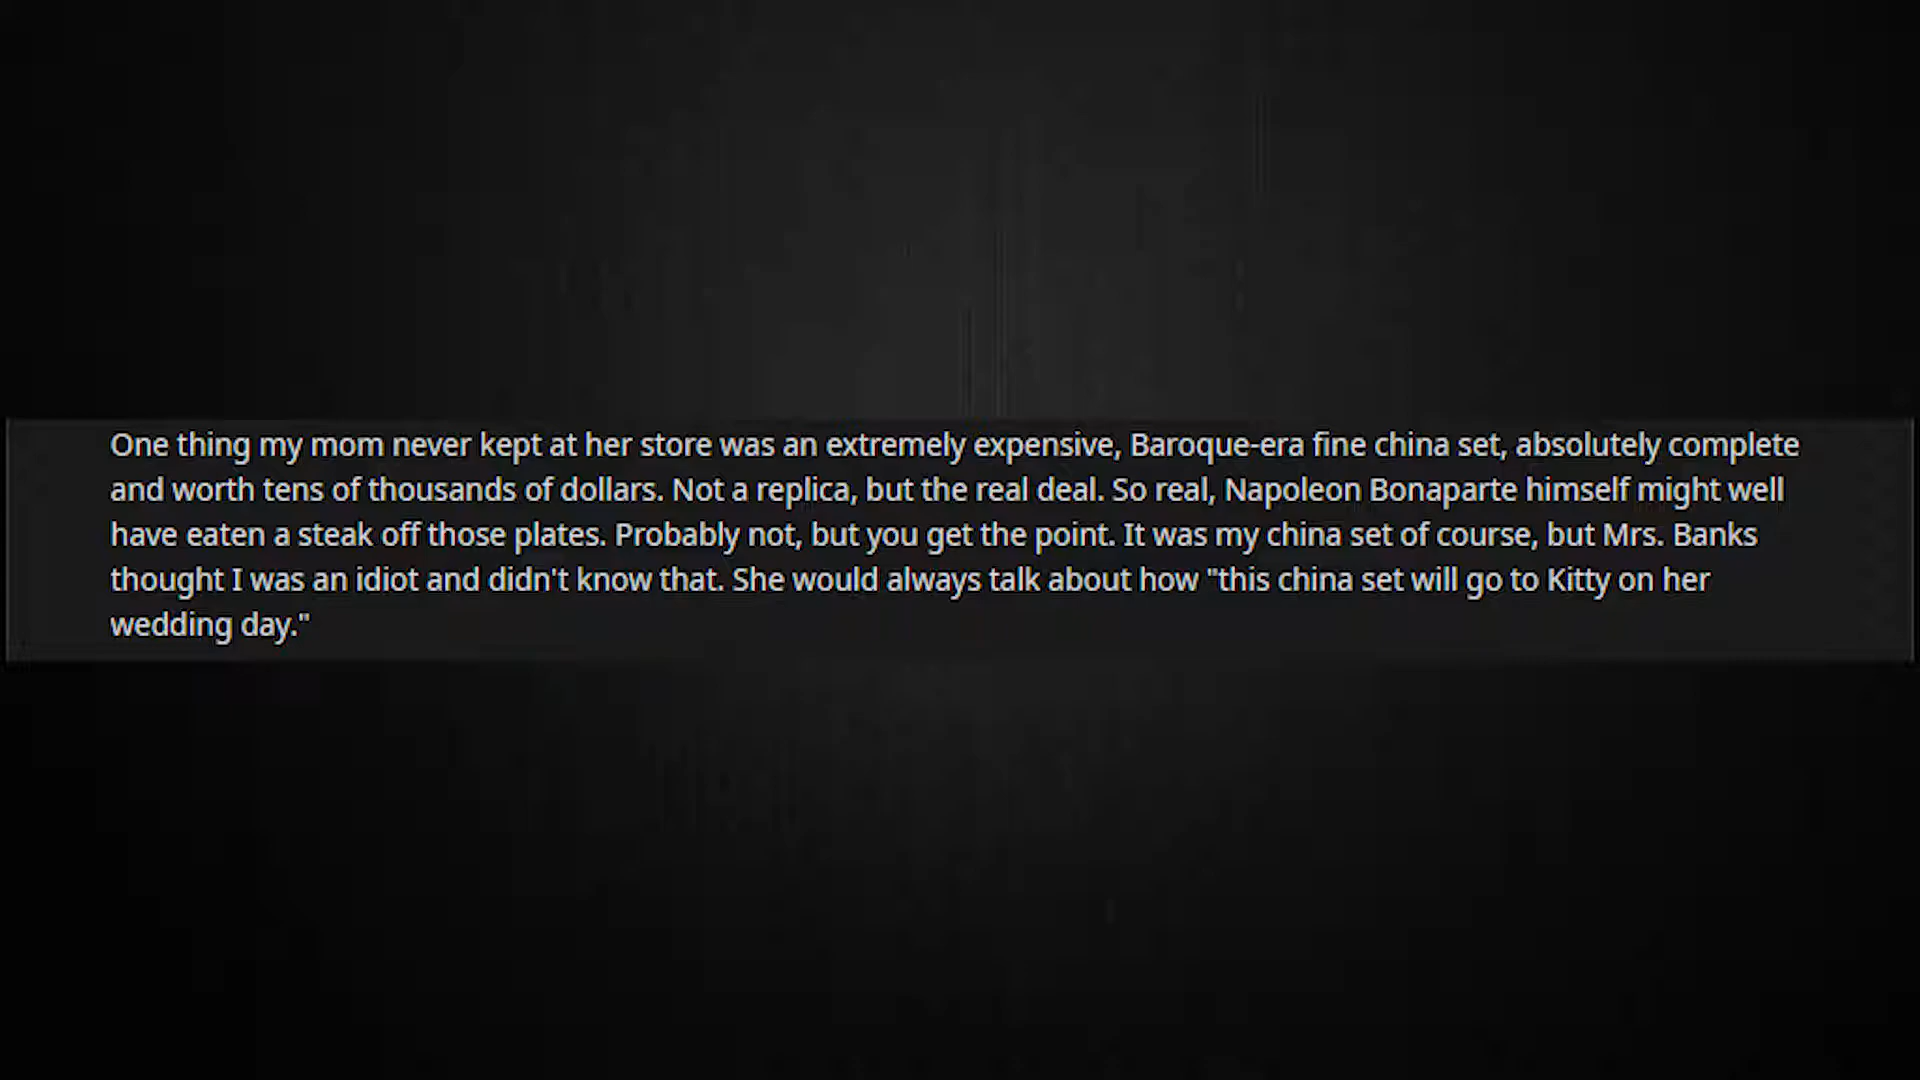 One thing my mom never kept at her store was an extremely expensive, Baroque-era fine china set, absolutely complete
and worth tens of thousands of dollars. Not a replica, but the real deal. So real, Napoleon Bonaparte himself might well
have eaten a steak off those plates. Probably not, but you get the point. It was my china set of course, but Mrs. Banks
thought I was an idiot and didn't know that. She would always talk about how "this china set will go to Kitty on her
wedding day."